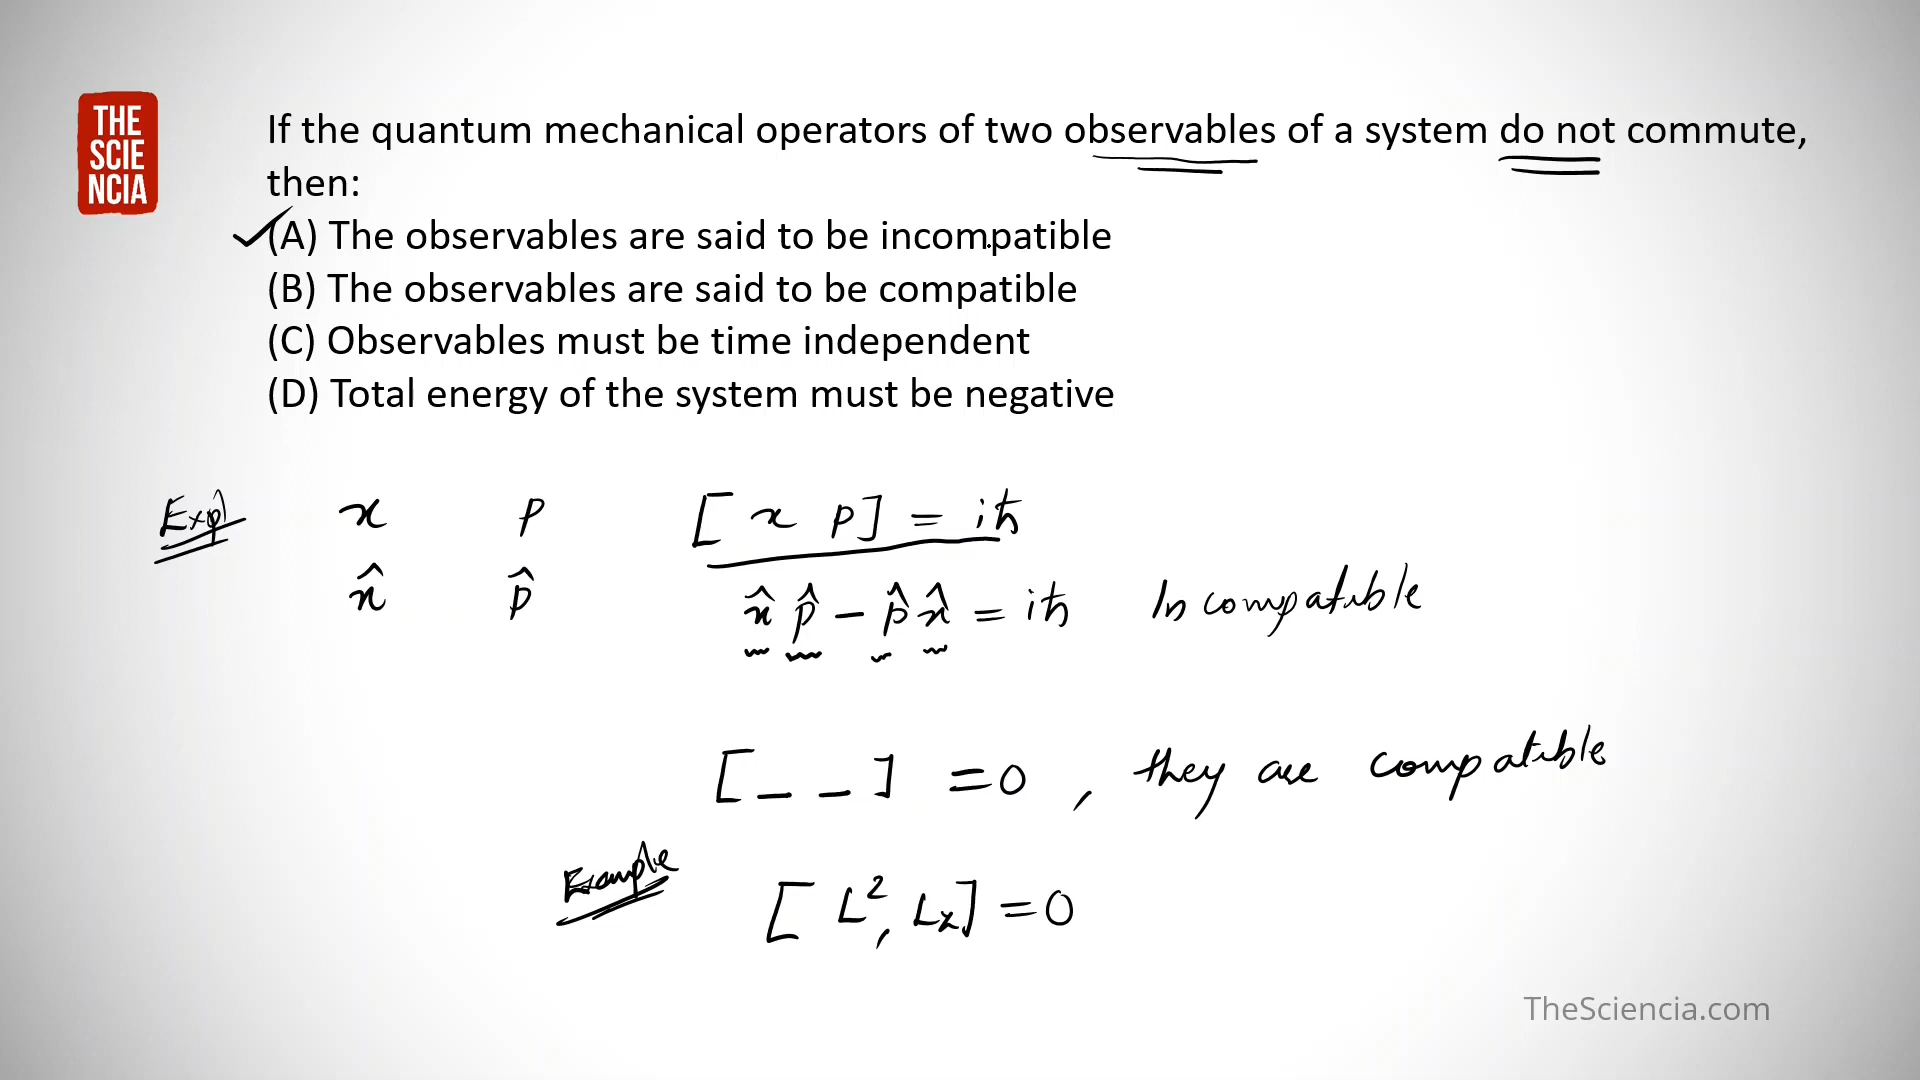 THE
SCIE
NCIA
If the quantum mechanical operators of two observables of a system do not commute,
then:
(A) The observables are said to be incompatible
(B) The observables are said to be compatible
(C) Observables must be time independent
(D) Total energy of the system must be negative
Expl x p [x p] = iħ
x̂ p̂ x̂ p̂ − p̂ x̂ = iħ Incompatible
[_ _] = 0, they are compatible
Example [L², Lz] = 0
TheSciencia.com